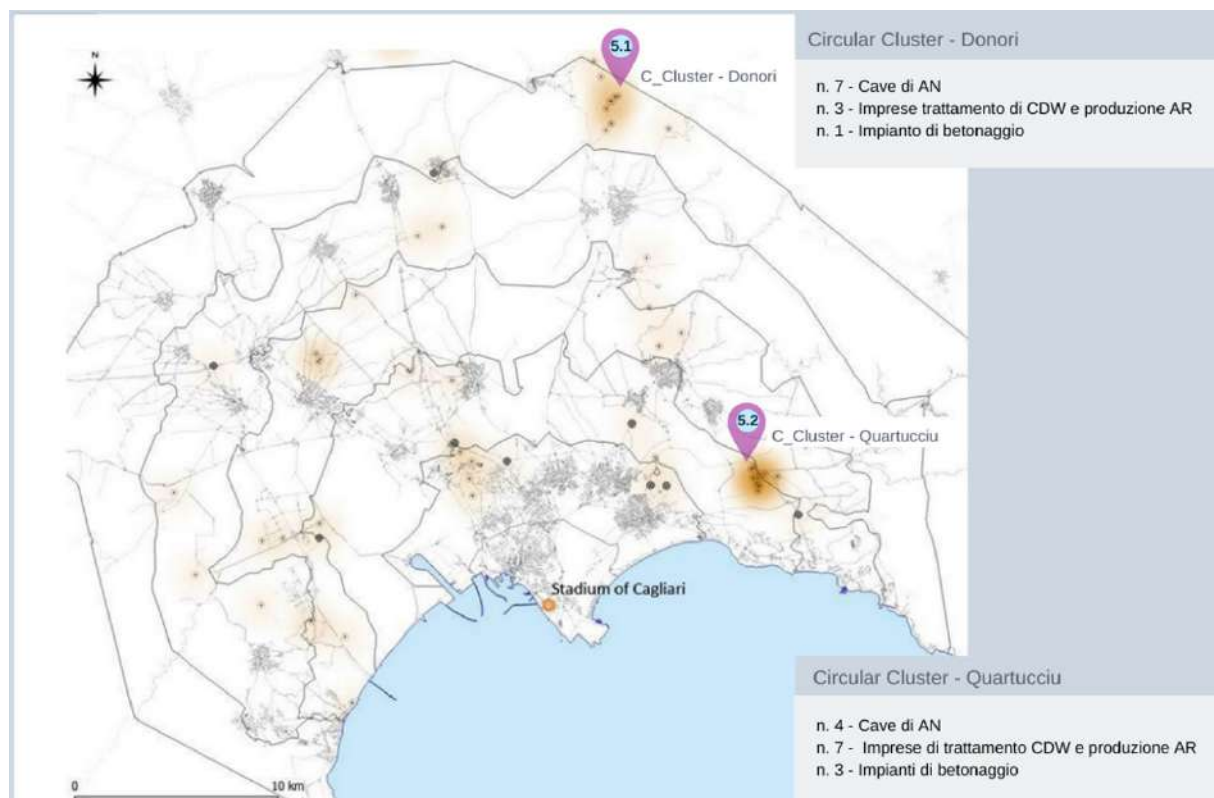 Circular Cluster - Donori
n. 7 - Cave di AN
n. 3 - Imprese trattamento di CDW e produzione AR
n. 1 - Impianto di betonaggio
N
5.1
C_Cluster - Donori
5.2
C_Cluster - Quartucciu
Stadium of Cagliari
0 10 km
Circular Cluster - Quartucciu
n. 4 - Cave di AN
n. 7 - Imprese di trattamento CDW e produzione AR
n. 3 - Impianti di betonaggio